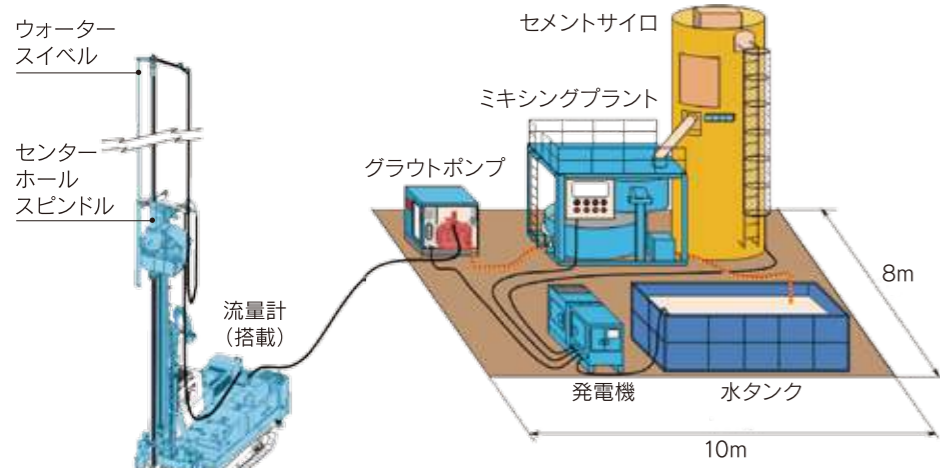 ウォーター
スイベル
センター
ホール
スピンドル
流量計
（搭載）
グラウトポンプ
ミキシングプラント
セメントサイロ
発電機
水タンク
8m
10m